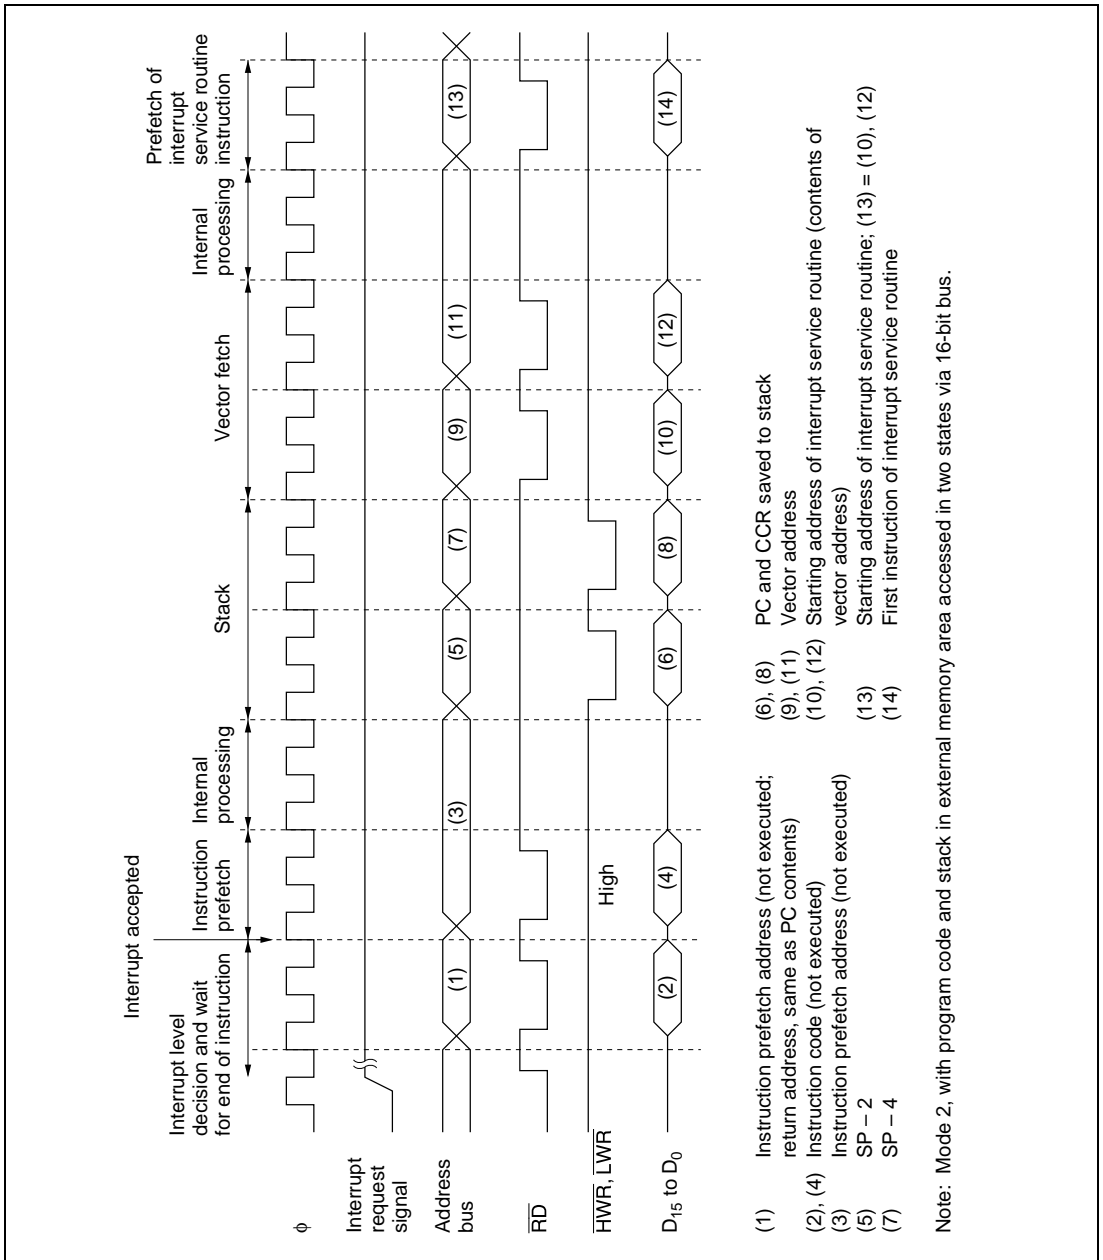 Interrupt accepted
Interrupt level
decision and wait
for end of instruction
Instruction
prefetch
Internal
processing
Stack
Vector fetch
Internal
processing
Prefetch of
interrupt
service routine
instruction
φ
Interrupt
request
signal
Address
bus
(1)
(3)
(5)
(7)
(9)
(11)
(13)
RD
HWR, LWR
High
D15 to D0
(2)
(4)
(6)
(8)
(10)
(12)
(14)
(1) Instruction prefetch address (not executed;
return address, same as PC contents)
(2), (4) Instruction code (not executed)
(3) Instruction prefetch address (not executed)
(5) SP – 2
(7) SP – 4
(6), (8) PC and CCR saved to stack
(9), (11) Vector address
(10), (12) Starting address of interrupt service routine (contents of
vector address)
(13) Starting address of interrupt service routine; (13) = (10), (12)
(14) First instruction of interrupt service routine
Note: Mode 2, with program code and stack in external memory area accessed in two states via 16-bit bus.